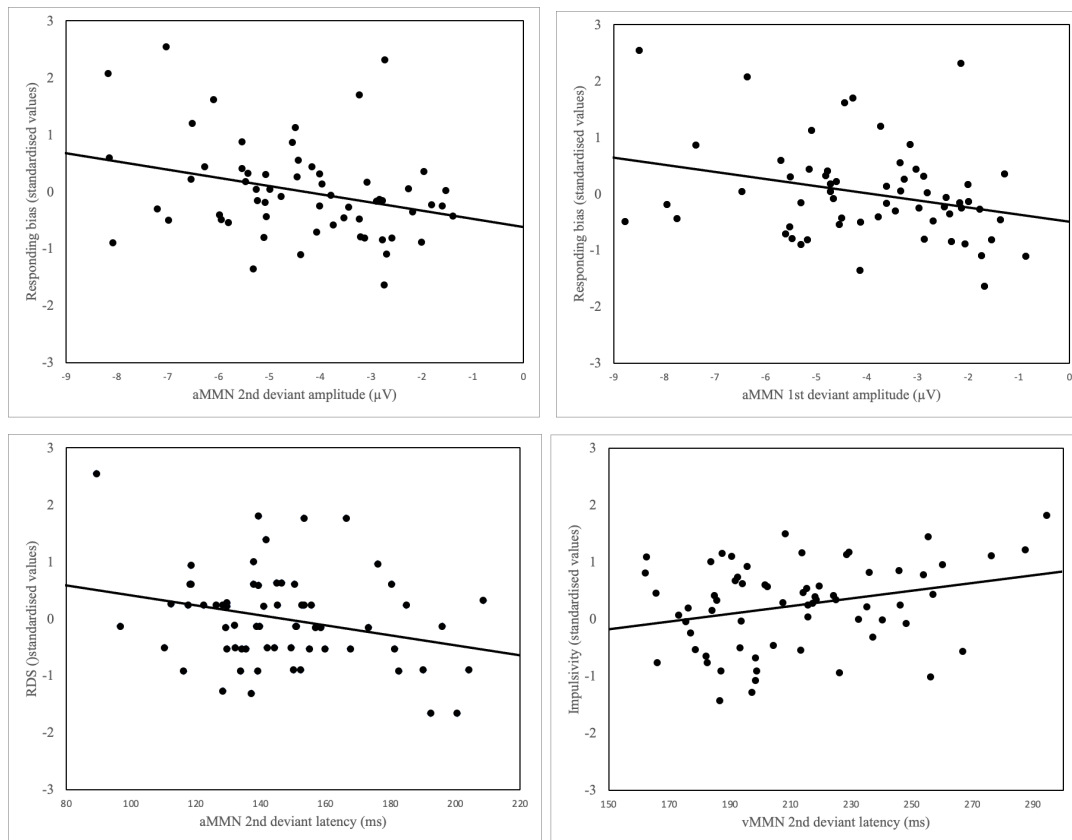 3
2
1
0
-1
-2
-3
Responding bias (standardised values)
-9 -8 -7 -6 -5 -4 -3 -2 -1 0
aMMN 2nd deviant amplitude (µV)
3
2
1
0
-1
-2
-3
Responding bias (standardised values)
-9 -8 -7 -6 -5 -4 -3 -2 -1 0
aMMN 1st deviant amplitude (µV)
3
2
1
0
-1
-2
-3
RDS ()standardised values)
80 100 120 140 160 180 200 220
aMMN 2nd deviant latency (ms)
3
2
1
0
-1
-2
-3
Impulsivity (standardised values)
150 170 190 210 230 250 270 290
vMMN 2nd deviant latency (ms)